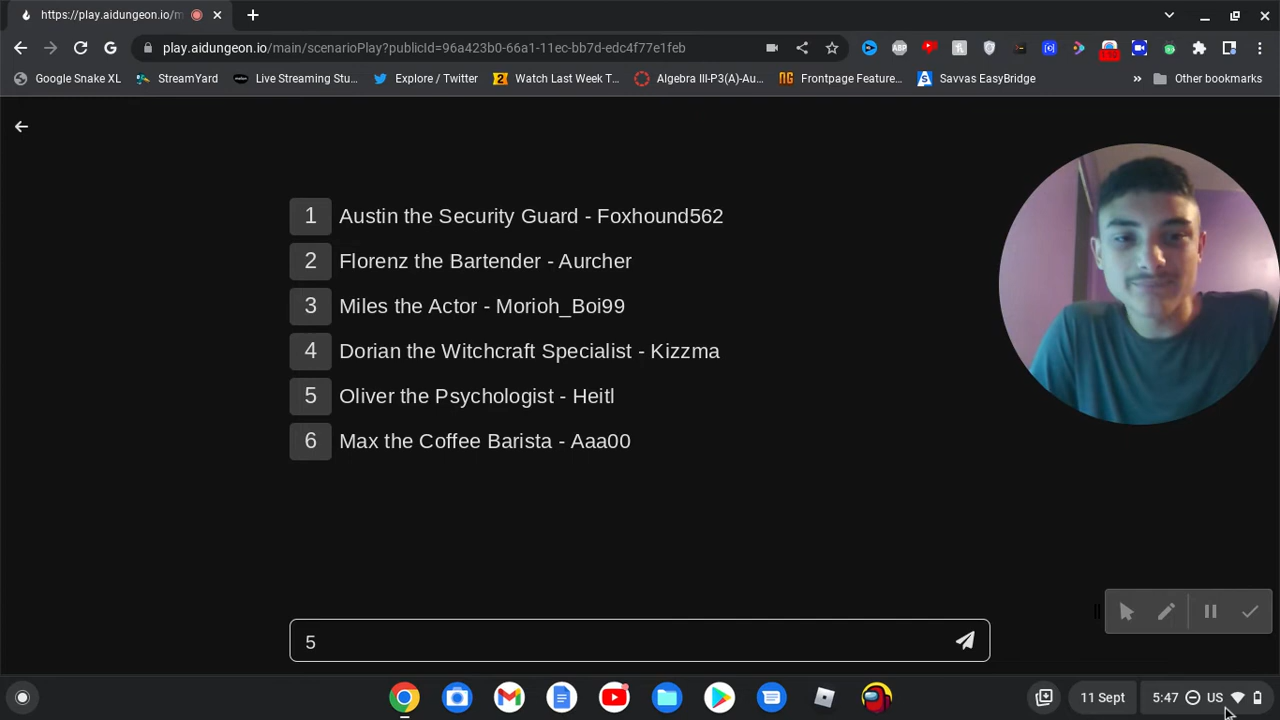 https://play.aidungeon.io/m
play.aidungeon.io/main/scenarioPlay?publicId=96a423b0-66a1-11ec-bb7d-edc4f77e1feb
ABP
Google Snake XL
StreamYard
Live Streaming Stu...
Explore / Twitter
2 Watch Last Week T...
Algebra III-P3(A)-Au...
NG Frontpage Feature...
Savvas EasyBridge
»
Other bookmarks
1 Austin the Security Guard - Foxhound562
2 Florenz the Bartender - Aurcher
3 Miles the Actor - Morioh_Boi99
4 Dorian the Witchcraft Specialist - Kizzma
5 Oliver the Psychologist - Heitl
6 Max the Coffee Barista - Aaa00
5
11 Sept
5:47
US